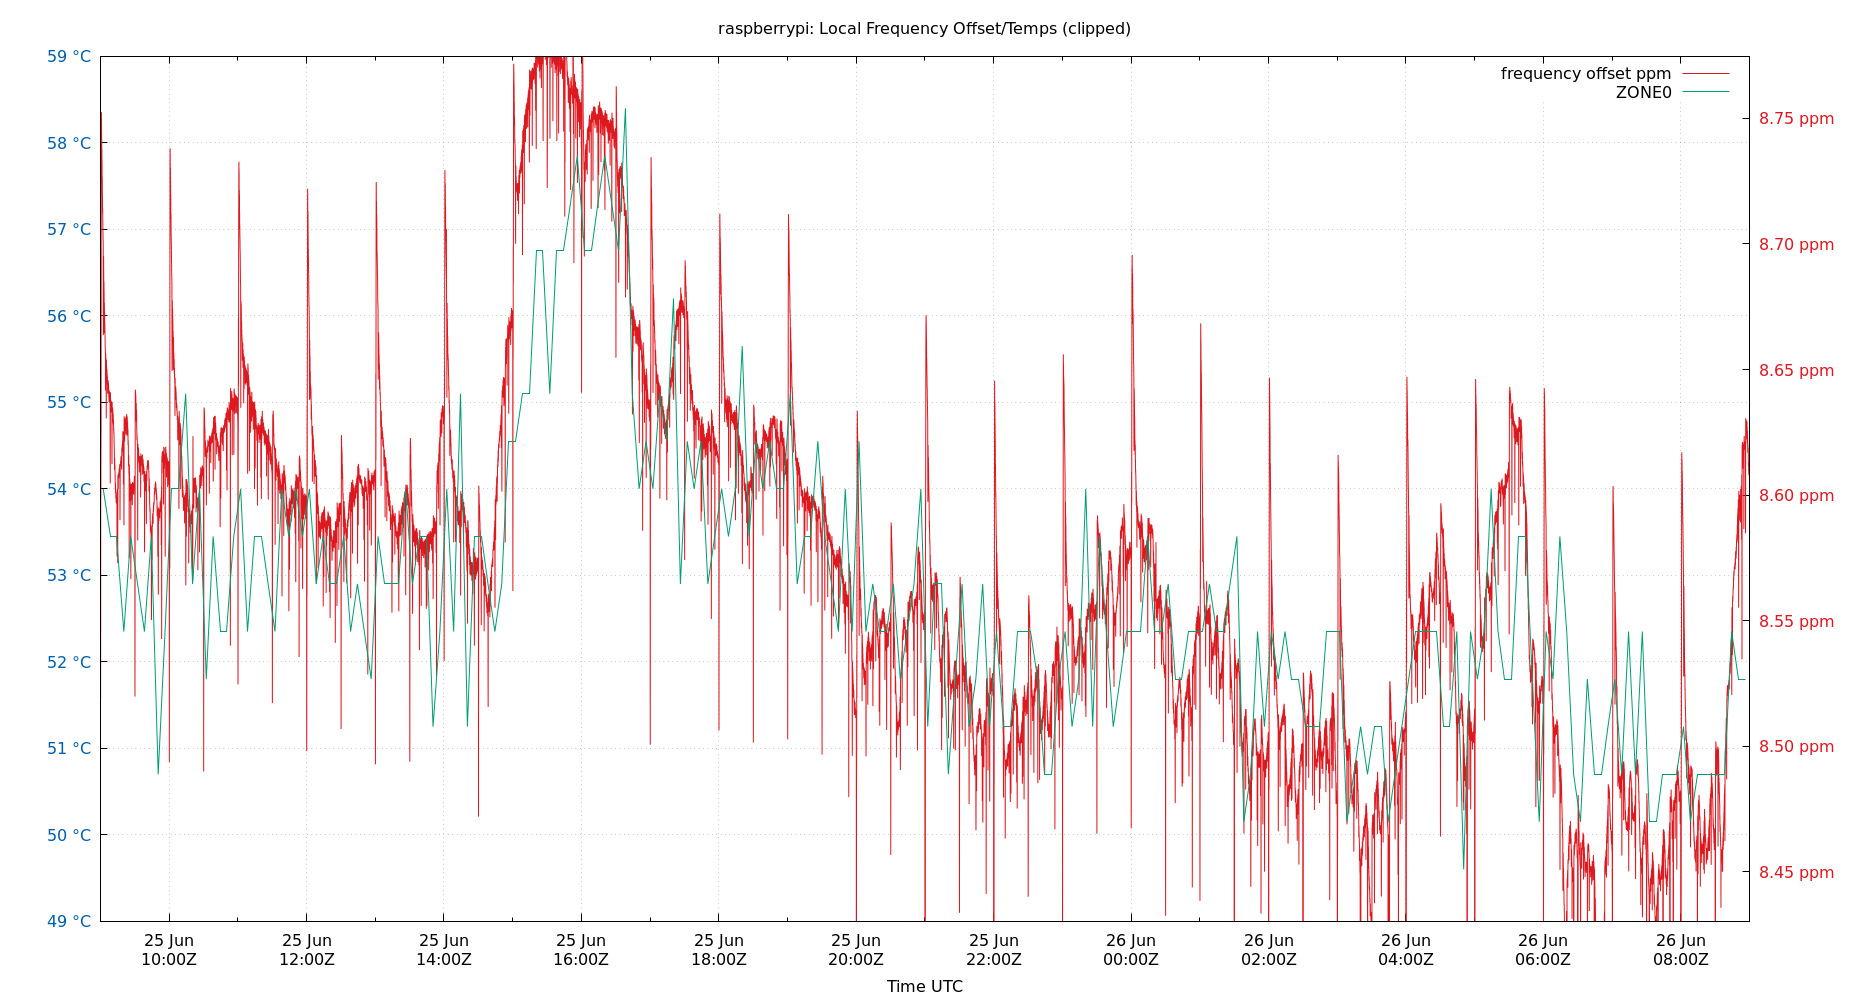 raspberrypi: Local Frequency Offset/Temps (clipped)
59 °C
58 °C
57 °C
56 °C
55 °C
54 °C
53 °C
52 °C
51 °C
50 °C
49 °C
frequency offset ppm
ZONE0
8.75 ppm
8.70 ppm
8.65 ppm
8.60 ppm
8.55 ppm
8.50 ppm
8.45 ppm
25 Jun
10:00Z
25 Jun
12:00Z
25 Jun
14:00Z
25 Jun
16:00Z
25 Jun
18:00Z
25 Jun
20:00Z
25 Jun
22:00Z
26 Jun
00:00Z
26 Jun
02:00Z
26 Jun
04:00Z
26 Jun
06:00Z
26 Jun
08:00Z
Time UTC